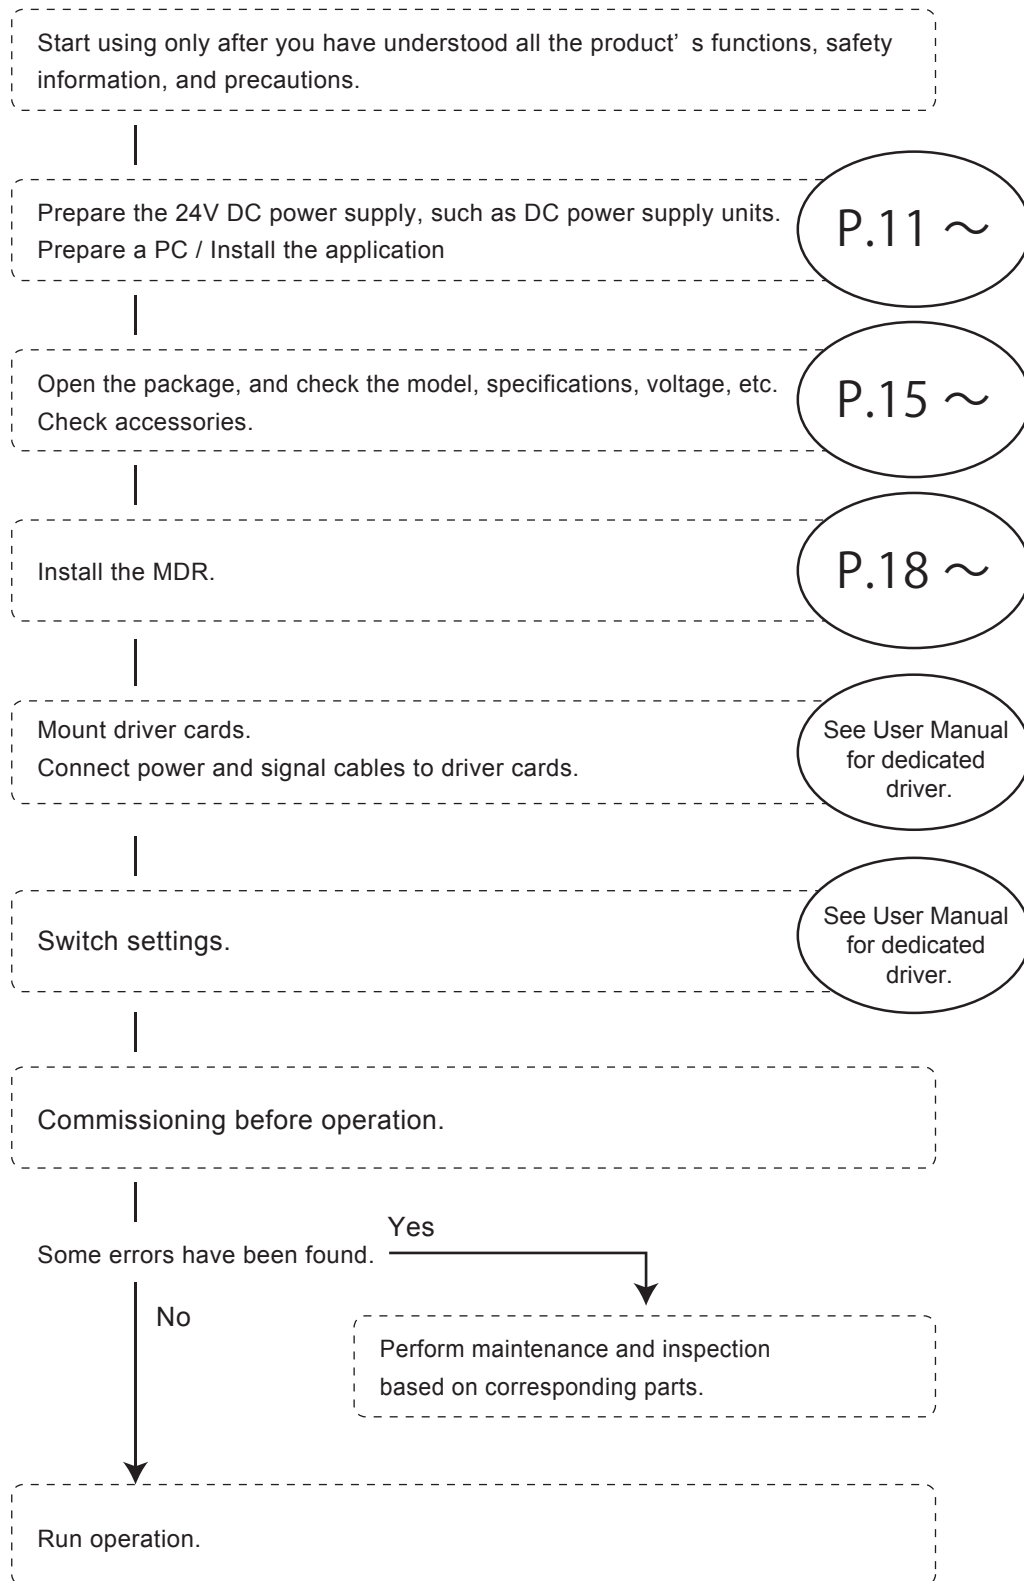 Start using only after you have understood all the product’ s functions, safety
information, and precautions.
Prepare the 24V DC power supply, such as DC power supply units.
Prepare a PC / Install the application
P.11 ～
Open the package, and check the model, specifications, voltage, etc.
Check accessories.
P.15 ～
Install the MDR.
P.18 ～
Mount driver cards.
Connect power and signal cables to driver cards.
See User Manual
for dedicated
driver.
Switch settings.
See User Manual
for dedicated
driver.
Commissioning before operation.
Some errors have been found.
Yes
No
Perform maintenance and inspection
based on corresponding parts.
Run operation.